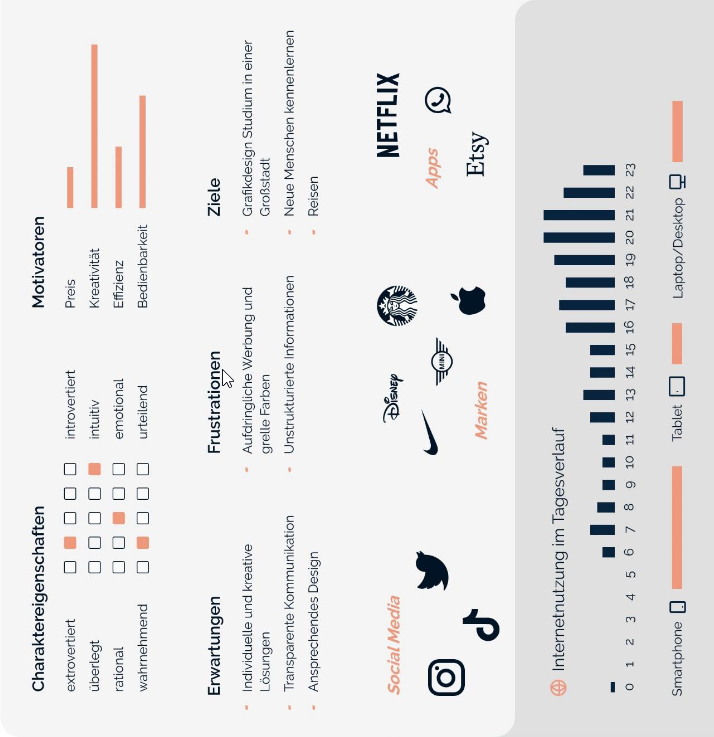 Charaktereigenschaften
extrovertiert introvertiert
überlegt intuitiv
rational emotional
wahrnehmend urteilend
Motivatoren
Preis
Kreativität
Effizienz
Bedienbarkeit
Erwartungen
- Individuelle und kreative
Lösungen
- Transparente Kommunikation
- Ansprechendes Design
Frustrationen
- Aufdringliche Werbung und
grelle Farben
- Unstrukturierte Informationen
Ziele
- Grafikdesign Studium in einer
Großstadt
- Neue Menschen kennenlernen
- Reisen
Social Media
Disney
MINI
Marken
NETFLIX
Apps
Etsy
Internetnutzung im Tagesverlauf
0 1 2 3 4 5 6 7 8 9 10 11 12 13 14 15 16 17 18 19 20 21 22 23
Smartphone Tablet Laptop/Desktop